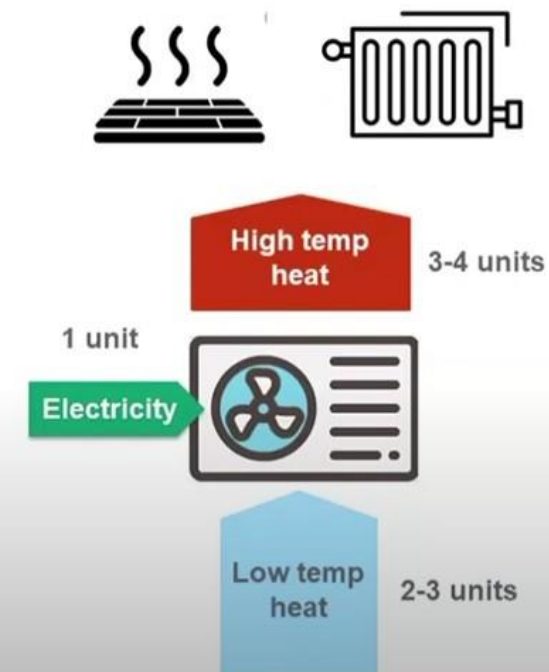 High temp
heat
3-4 units
1 unit
Electricity
Low temp
heat
2-3 units